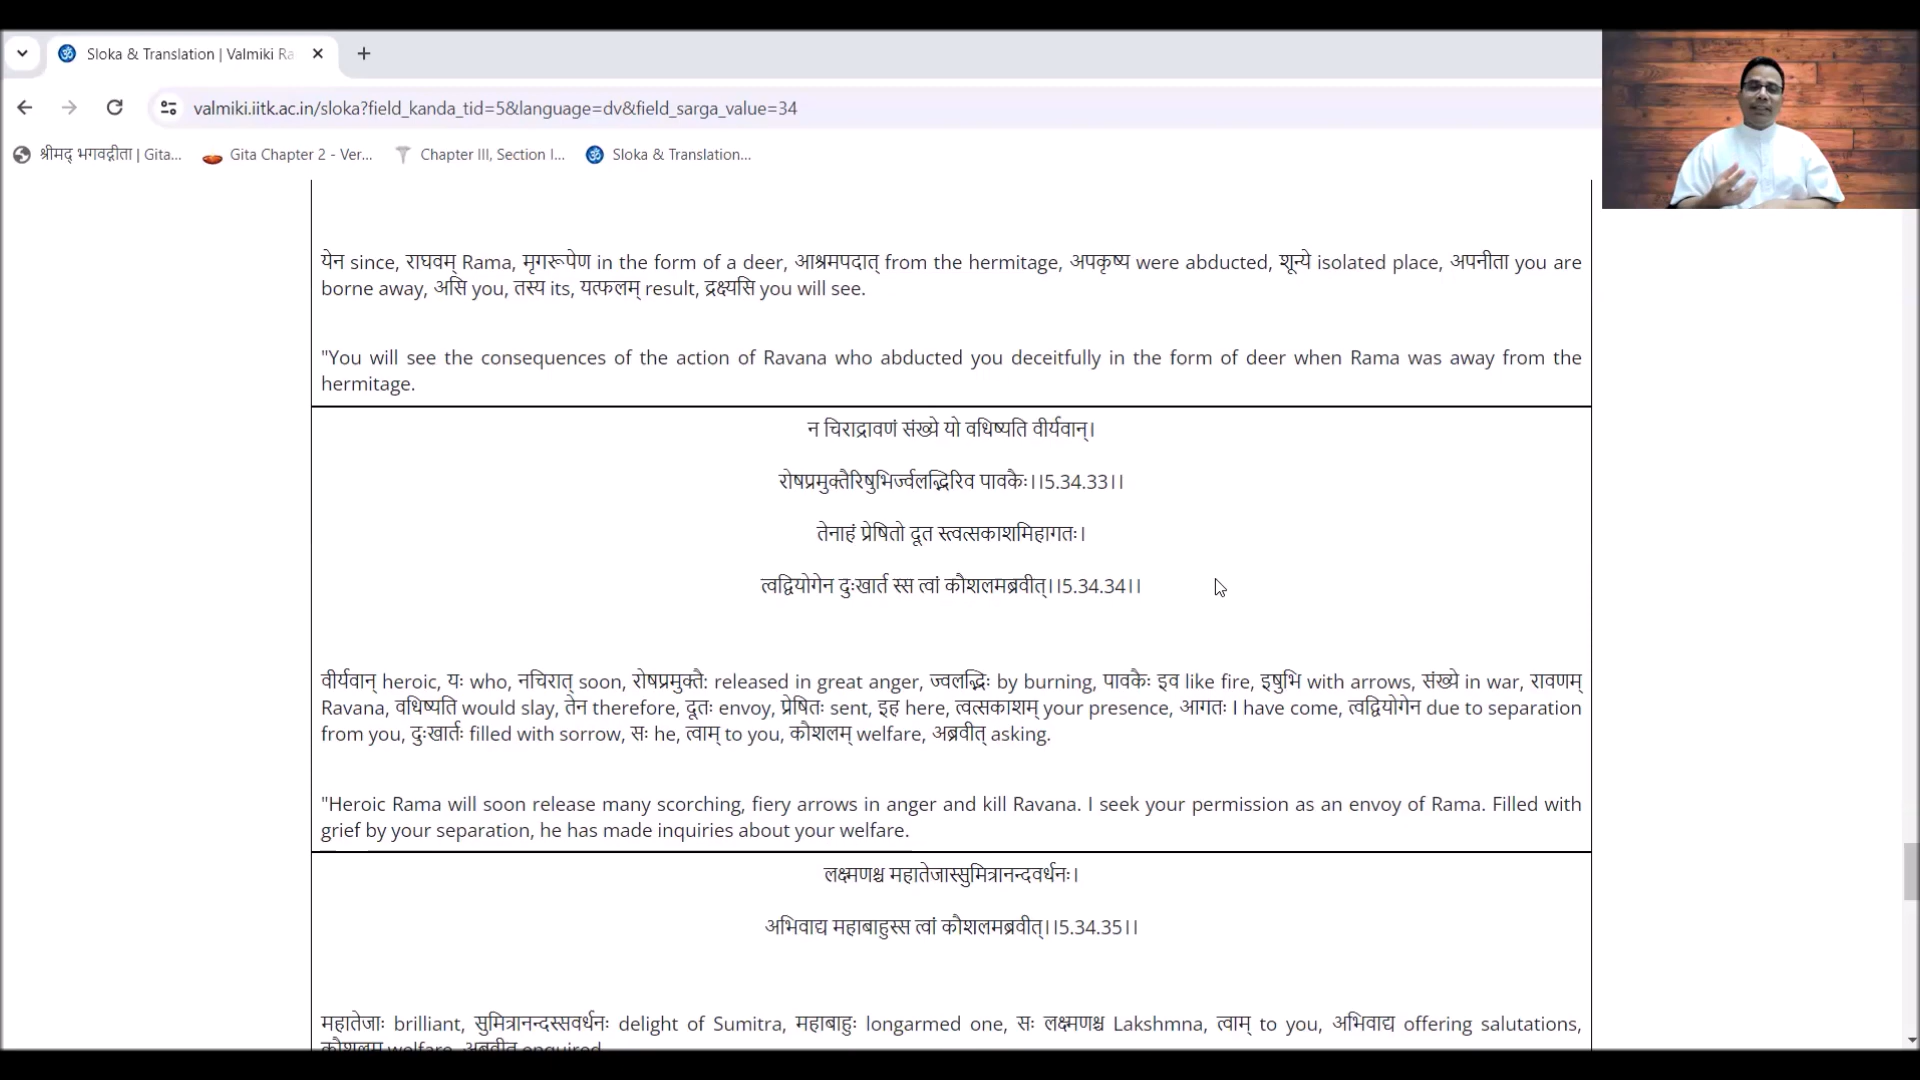 Sloka & Translation | Valmiki Ra
valmiki.iitk.ac.in/sloka?field_kanda_tid=5&language=dv&field_sarga_value=34
श्रीमद् भगवद्गीता | Gita... Gita Chapter 2 - Ver... Chapter III, Section I... Sloka & Translation...
येन since, राघवम् Rama, मृगरूपेण in the form of a deer, आश्रमपदात् from the hermitage, अपकृष्य were abducted, शून्ये isolated place, अपनीता you are
borne away, असि you, तस्य its, यत्फलम् result, द्रक्ष्यसि you will see.
"You will see the consequences of the action of Ravana who abducted you deceitfully in the form of deer when Rama was away from the
hermitage.
न चिराद्रावणं संख्ये यो वधिष्यति वीर्यवान्।
रोषप्रमुक्तैरिषुभिर्ज्वलद्भिरिव पावकैः।।5.34.33।।
तेनाहं प्रेषितो दूत स्त्वत्सकाशमिहागतः।
त्वद्वियोगेन दुःखार्त स्स त्वां कौशलमब्रवीत्।।5.34.34।।
वीर्यवान् heroic, यः who, नचिरात् soon, रोषप्रमुक्तै: released in great anger, ज्वलद्भिः by burning, पावकैः इव like fire, इषुभि with arrows, संख्ये in war, रावणम्
Ravana, वधिष्यति would slay, तेन therefore, दूतः envoy, प्रेषितः sent, इह here, त्वत्सकाशम् your presence, आगतः I have come, त्वद्वियोगेन due to separation
from you, दुःखार्तः filled with sorrow, सः he, त्वाम् to you, कौशलम् welfare, अब्रवीत् asking.
"Heroic Rama will soon release many scorching, fiery arrows in anger and kill Ravana. I seek your permission as an envoy of Rama. Filled with
grief by your separation, he has made inquiries about your welfare.
लक्ष्मणश्च महातेजास्सुमित्रानन्दवर्धनः।
अभिवाद्य महाबाहुस्स त्वां कौशलमब्रवीत्।।5.34.35।।
महातेजाः brilliant, सुमित्रानन्दस्सवर्धनः delight of Sumitra, महाबाहुः longarmed one, सः लक्ष्मणश्च Lakshmna, त्वाम् to you, अभिवाद्य offering salutations,
कौशलम् welfare, अब्रवीत् enquired